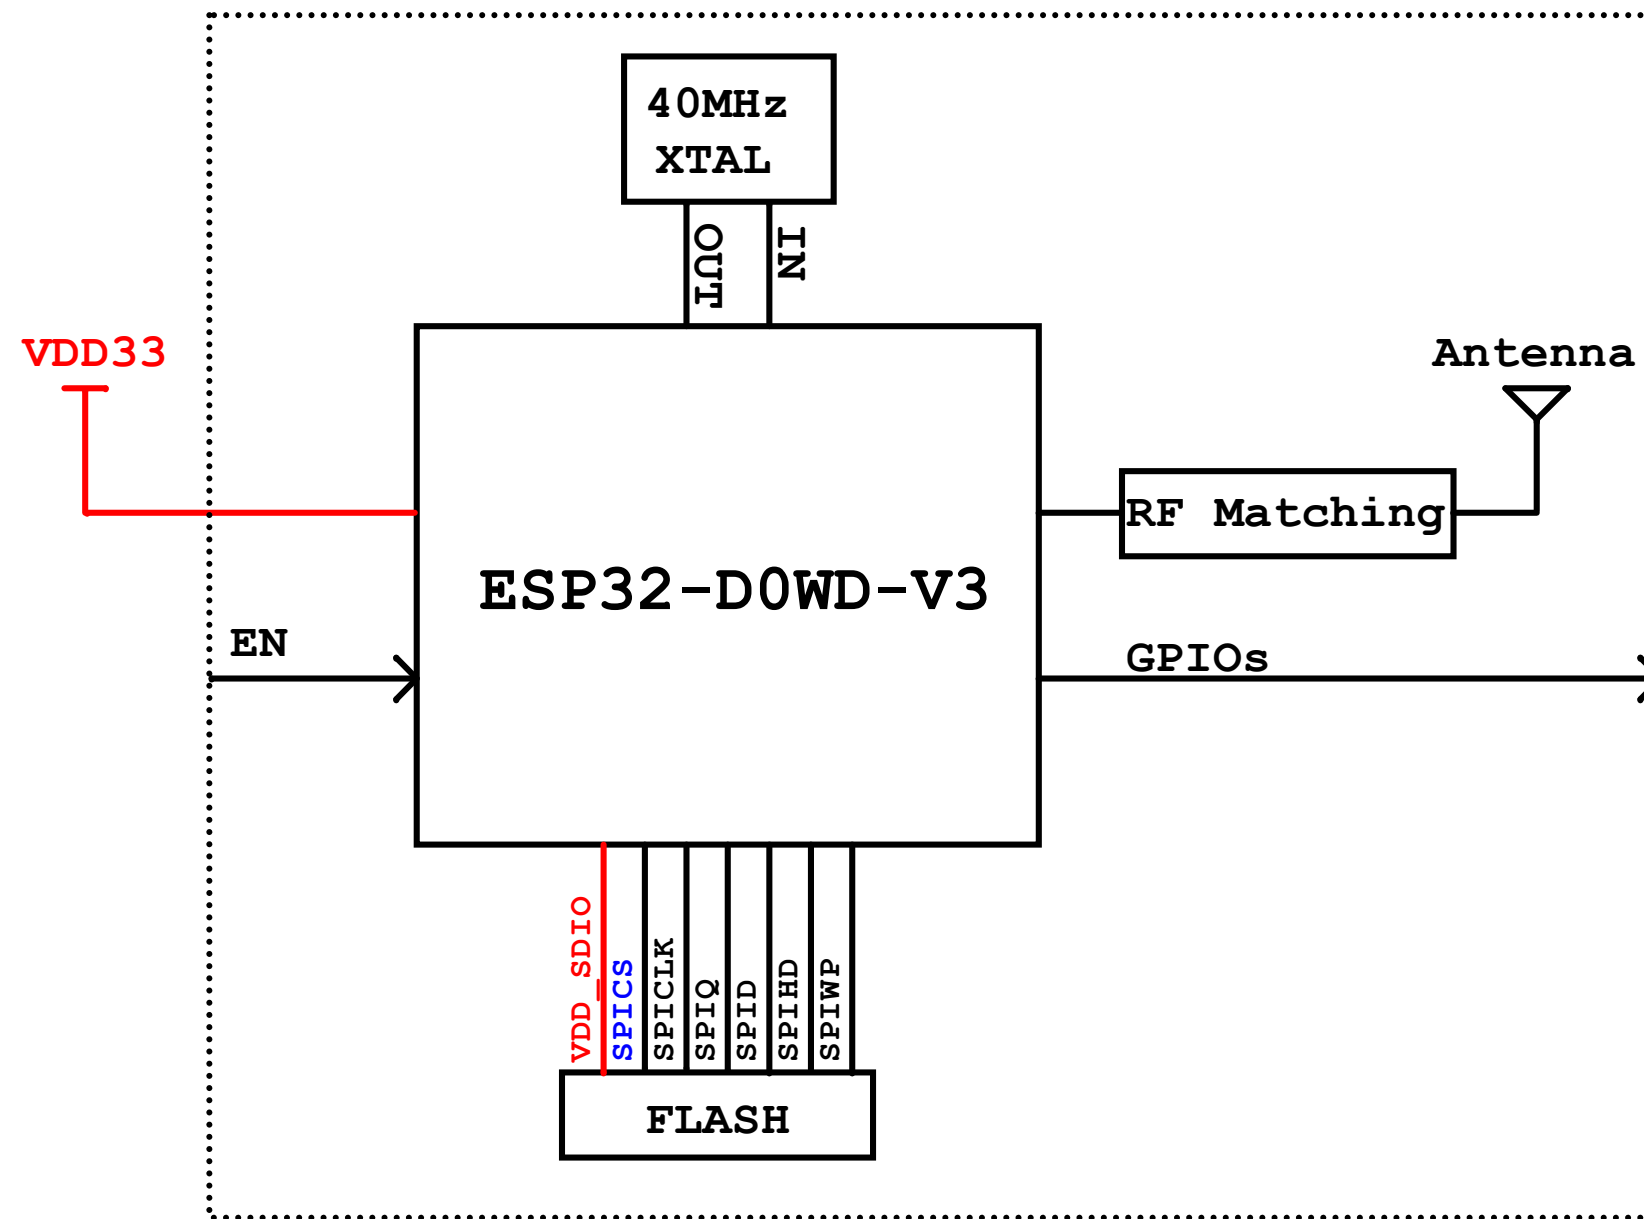 40MHz
XTAL
OUT
IN
VDD33
Antenna
RF Matching
ESP32-D0WD-V3
EN
GPIOs
VDD_SDIO
SPICS
SPICLK
SPIQ
SPID
SPIHD
SPIWP
FLASH